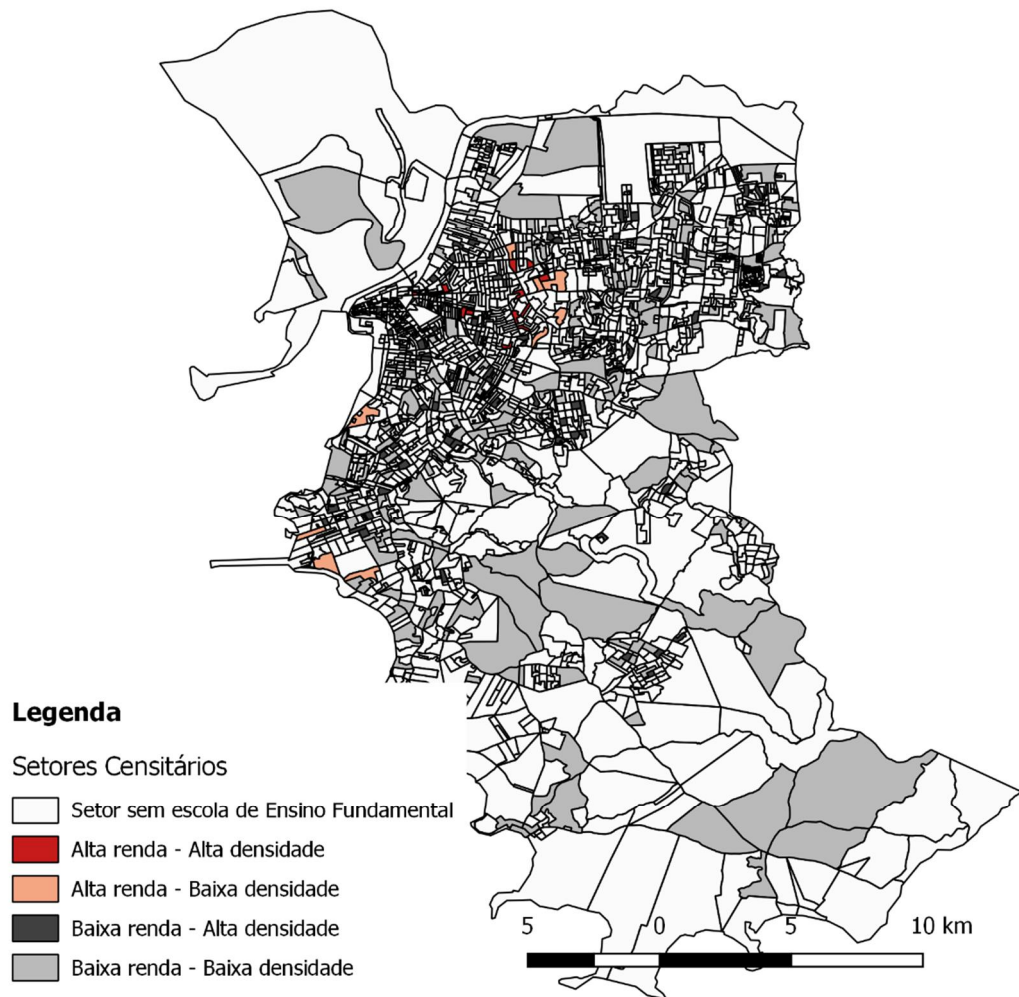 Legenda
Setores Censitários
Setor sem escola de Ensino Fundamental
Alta renda - Alta densidade
Alta renda - Baixa densidade
Baixa renda - Alta densidade
Baixa renda - Baixa densidade
5 0 5 10 km